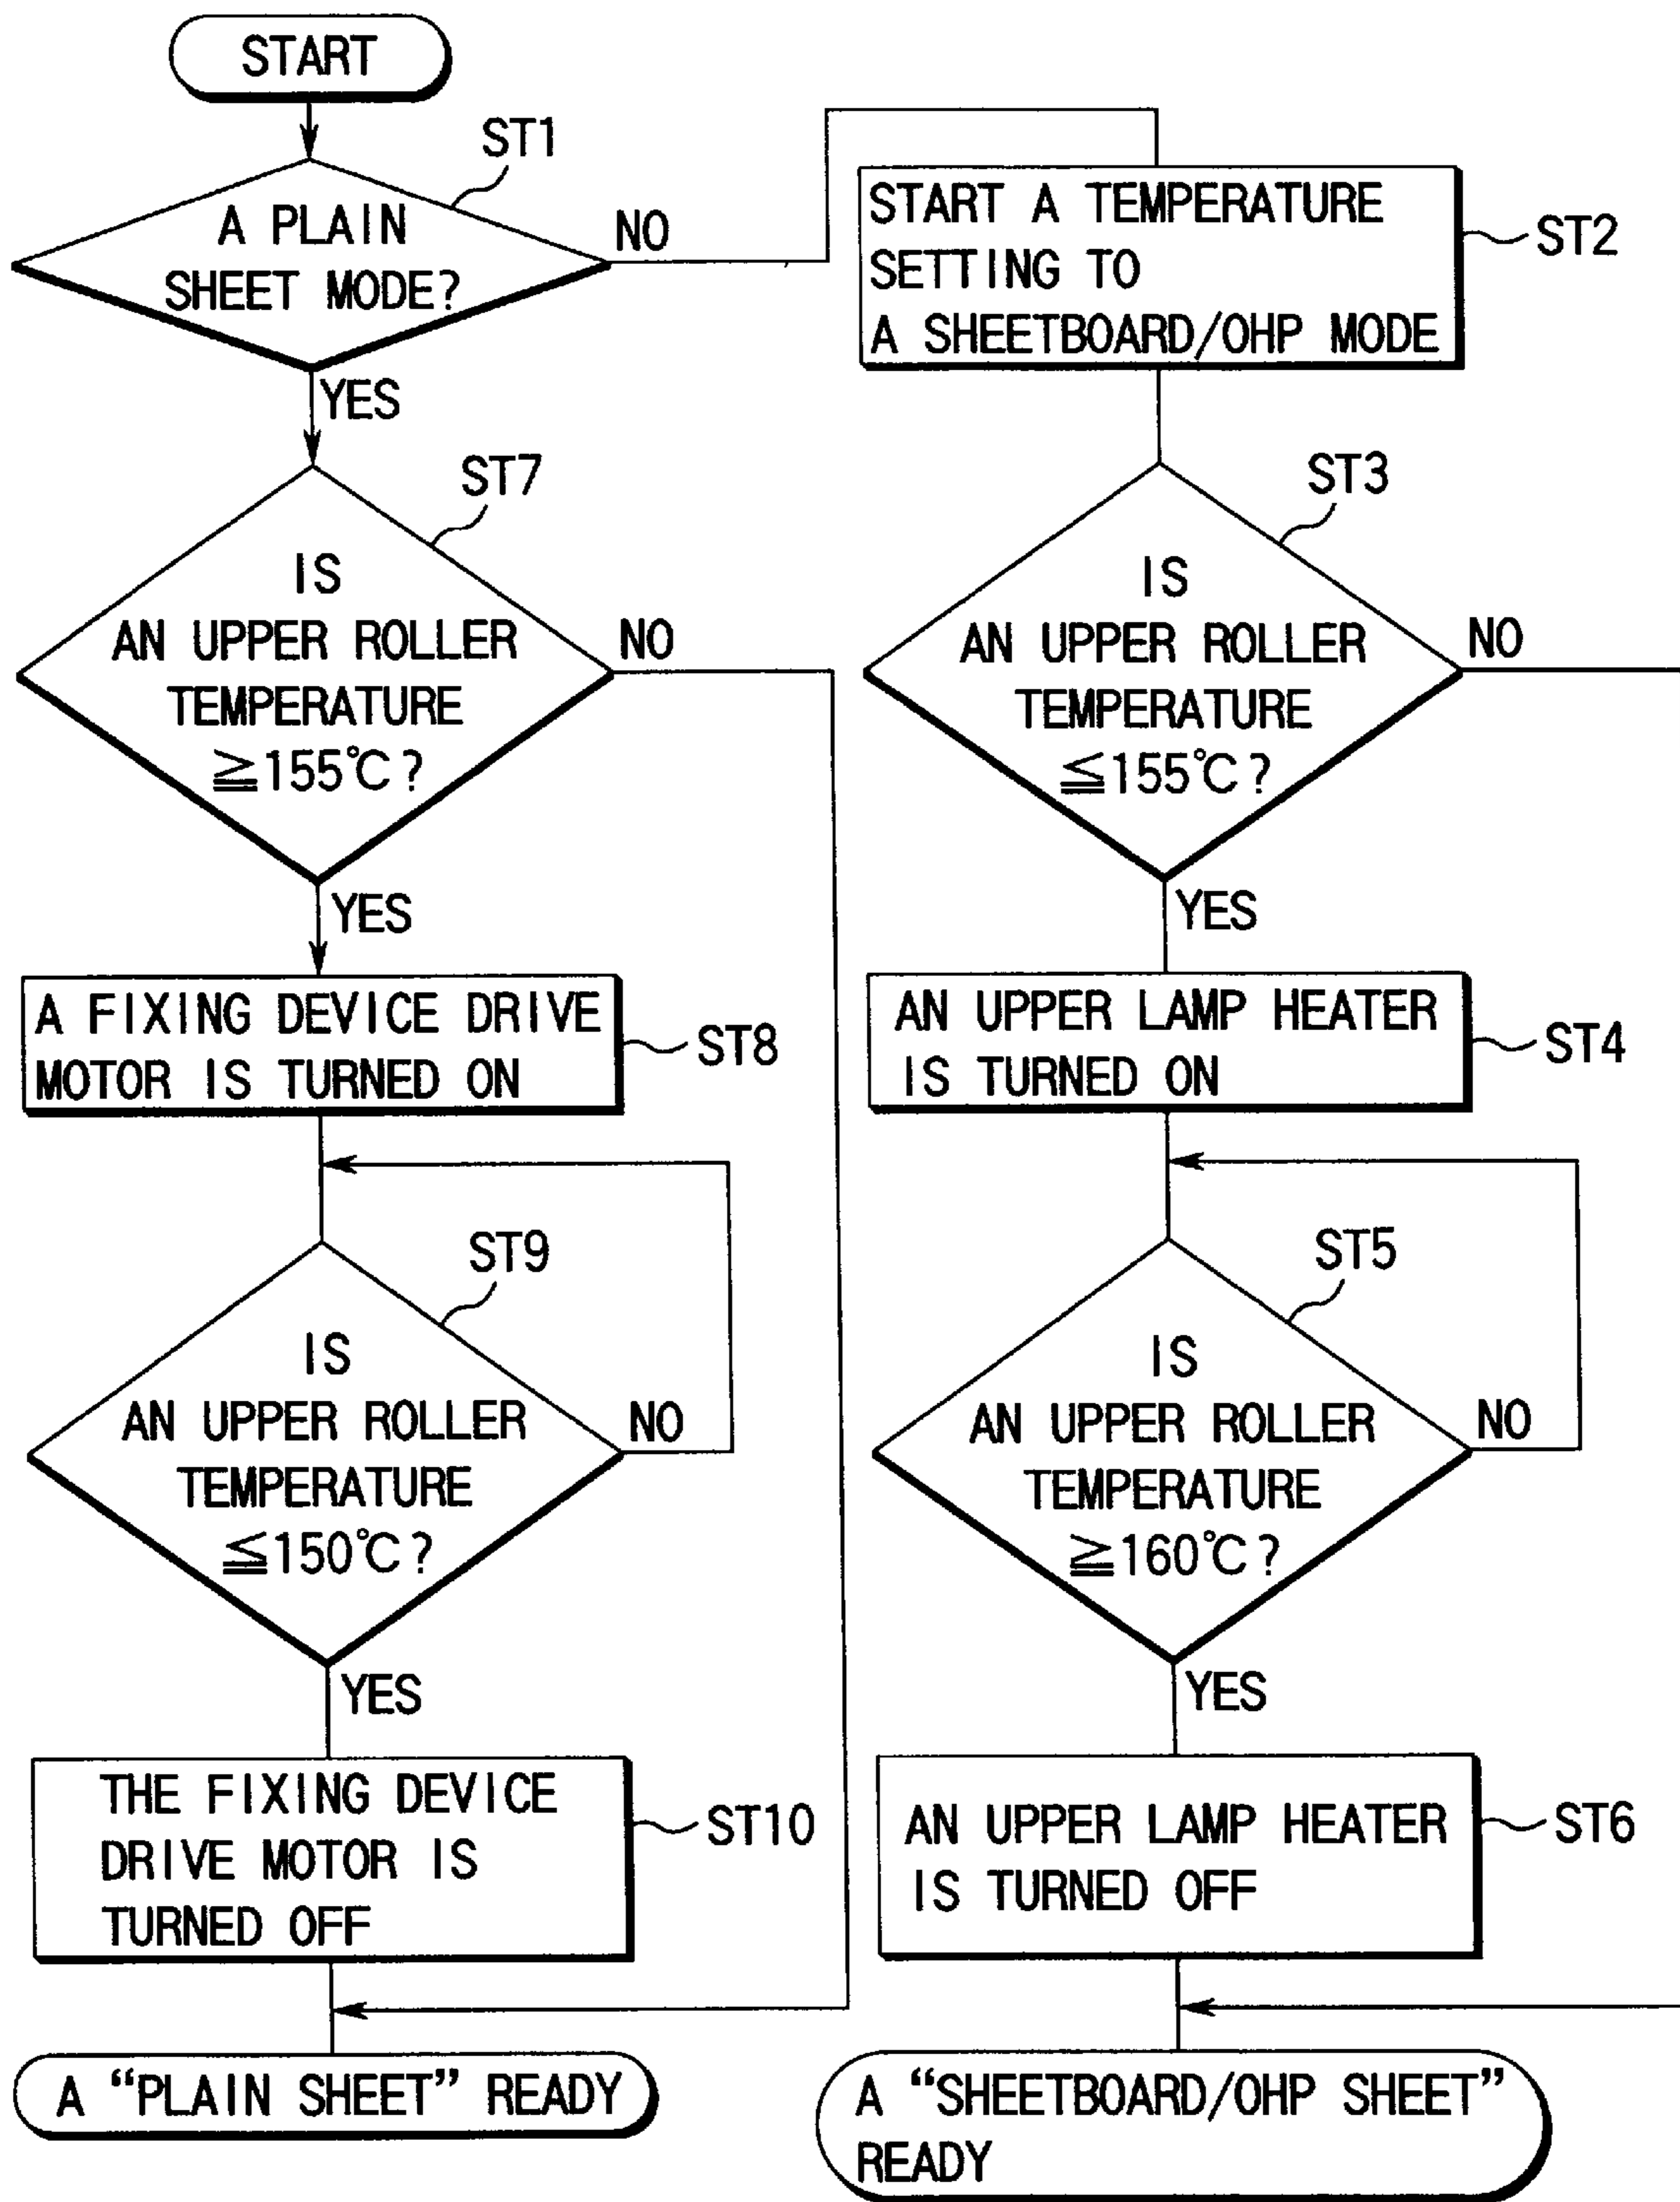 START
ST1
A PLAIN
SHEET MODE?
NO
YES
START A TEMPERATURE
SETTING TO
A SHEETBOARD/OHP MODE
ST2
ST7
IS
AN UPPER ROLLER
TEMPERATURE
≧155℃?
NO
YES
ST3
IS
AN UPPER ROLLER
TEMPERATURE
≦155℃?
NO
YES
A FIXING DEVICE DRIVE
MOTOR IS TURNED ON
ST8
AN UPPER LAMP HEATER
IS TURNED ON
ST4
ST9
IS
AN UPPER ROLLER
TEMPERATURE
≦150℃?
NO
YES
ST5
IS
AN UPPER ROLLER
TEMPERATURE
≧160℃?
NO
YES
THE FIXING DEVICE
DRIVE MOTOR IS
TURNED OFF
ST10
AN UPPER LAMP HEATER
IS TURNED OFF
ST6
A “PLAIN SHEET” READY
A “SHEETBOARD/OHP SHEET”
READY